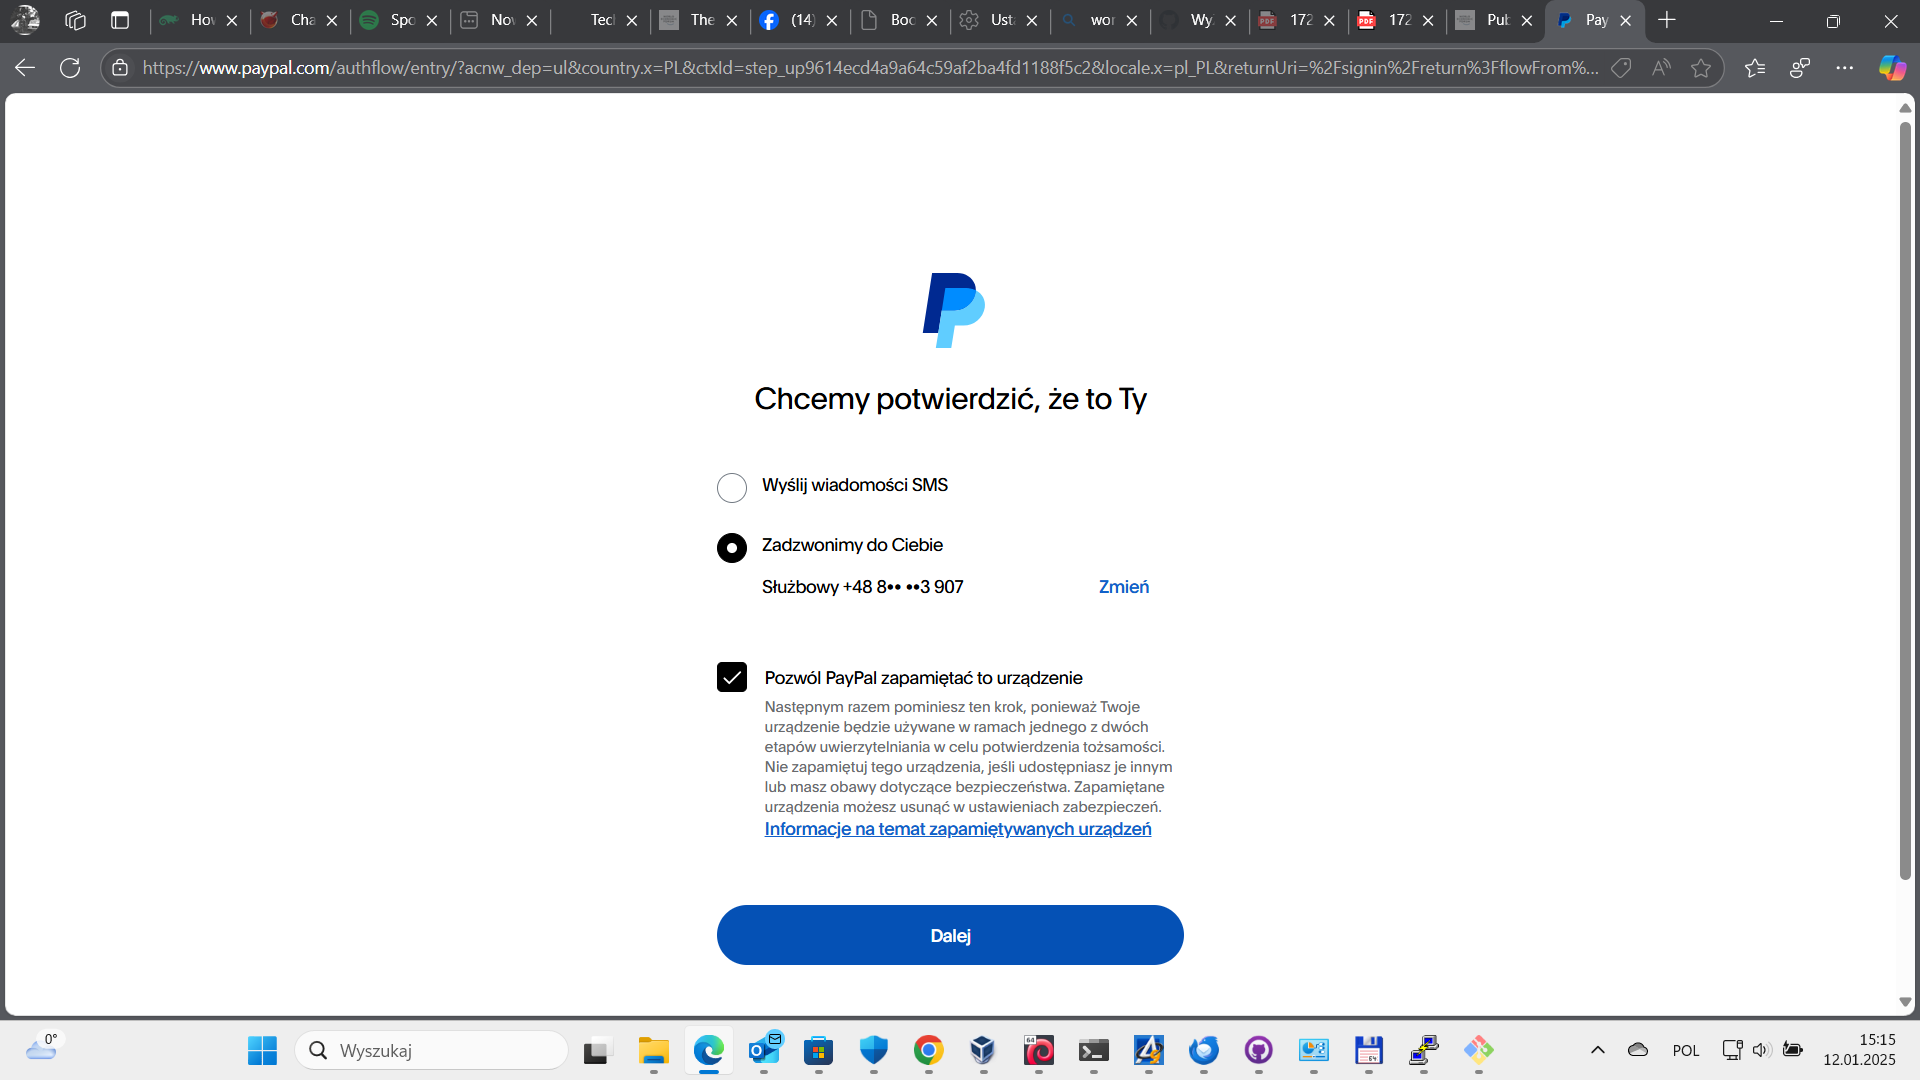 How
Cha
Spo
Nov
Tecl
The
(14)
Boc
Usta
wor
Wy
172
172
Pub
Pay
https://www.paypal.com/authflow/entry/?acnw_dep=ul&country.x=PL&ctxId=step_up9614ecd4a9a64c59af2ba4fd1188f5c2&locale.x=pl_PL&returnUri=%2Fsignin%2Freturn%3FflowFrom%...
Chcemy potwierdzić, że to Ty
Wyślij wiadomości SMS
Zadzwonimy do Ciebie
Służbowy +48 8•• ••3 907
Zmień
Pozwól PayPal zapamiętać to urządzenie
Następnym razem pominiesz ten krok, ponieważ Twoje
urządzenie będzie używane w ramach jednego z dwóch
etapów uwierzytelniania w celu potwierdzenia tożsamości.
Nie zapamiętuj tego urządzenia, jeśli udostępniasz je innym
lub masz obawy dotyczące bezpieczeństwa. Zapamiętane
urządzenia możesz usunąć w ustawieniach zabezpieczeń.
Informacje na temat zapamiętywanych urządzeń
Dalej
0°
Wyszukaj
64
POL
15:15
12.01.2025